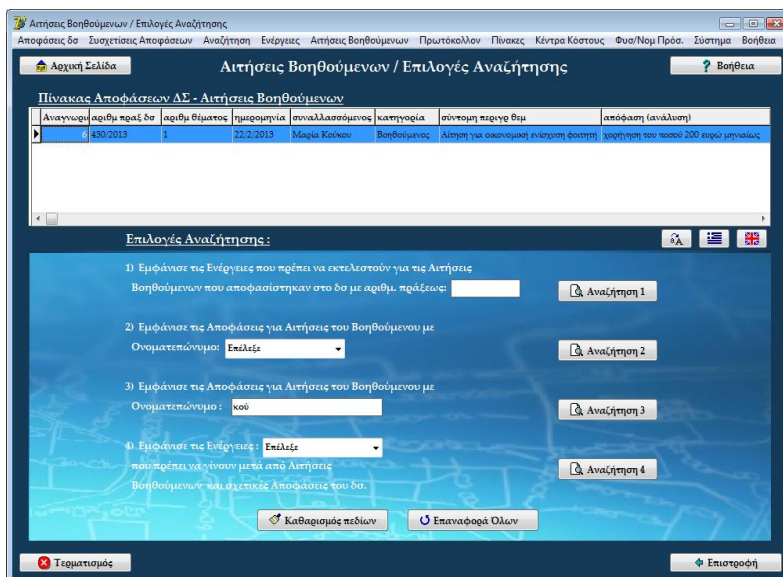 Αιτήσεις Βοηθούμενων / Επιλογές Αναζήτησης
Αποφάσεις δσ Συσχετίσεις Αποφάσεων Αναζήτηση Ενέργειες Αιτήσεις Βοηθούμενων Πρωτόκολλον Πίνακες Κέντρα Κόστους Φυσ/Νομ Πρόσ. Σύστημα Βοήθεια
Αρχική Σελίδα Αιτήσεις Βοηθούμενων / Επιλογές Αναζήτησης ? Βοήθεια
Πίνακας Αποφάσεων ΔΣ - Αιτήσεις Βοηθούμενων
Αναγνωρι αριθμ πραξ δσ αριθμ θέματος ημερομηνία συναλλασσόμενος κατηγορία σύντομη περιγρ θεμ απόφαση (ανάλυση)
6 430/2013 1 22/2/2013 Μαρία Κούκου Βοηθούμενος Αίτηση για οικονομική ενίσχυση φοιτητή χορήγηση του ποσού 200 ευρώ μηνιαίως
Επιλογές Αναζήτησης :
1) Εμφάνισε τις Ενέργειες που πρέπει να εκτελεστούν για τις Αιτήσεις
Βοηθούμενων που αποφασίστηκαν στο δσ με αριθμ. πράξεως: Αναζήτηση 1
2) Εμφάνισε τις Αποφάσεις για Αιτήσεις του Βοηθούμενου με
Ονοματεπώνυμο: Επέλεξε Αναζήτηση 2
3) Εμφάνισε τις Αποφάσεις για Αιτήσεις του Βοηθούμενου με
Ονοματεπώνυμο : κού Αναζήτηση 3
4) Εμφάνισε τις Ενέργειες : Επέλεξε
που πρέπει να γίνουν μετά από Αιτήσεις Αναζήτηση 4
Βοηθούμενων και σχετικές Αποφάσεις του δσ.
Καθαρισμός πεδίων Επαναφορά Όλων
Τερματισμός Επιστροφή